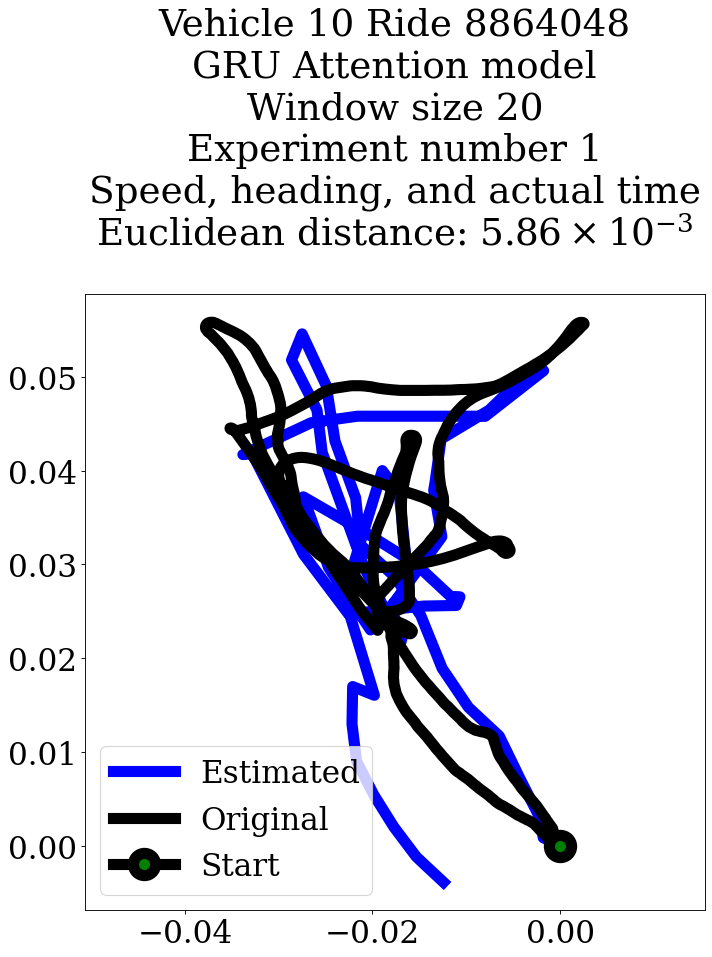 Vehicle 10 Ride 8864048
GRU Attention model
Window size 20
Experiment number 1
Speed, heading, and actual time
Euclidean distance: 5.86 × 10⁻³
0.05
0.04
0.03
0.02
0.01
0.00
Estimated
Original
Start
−0.04 −0.02 0.00